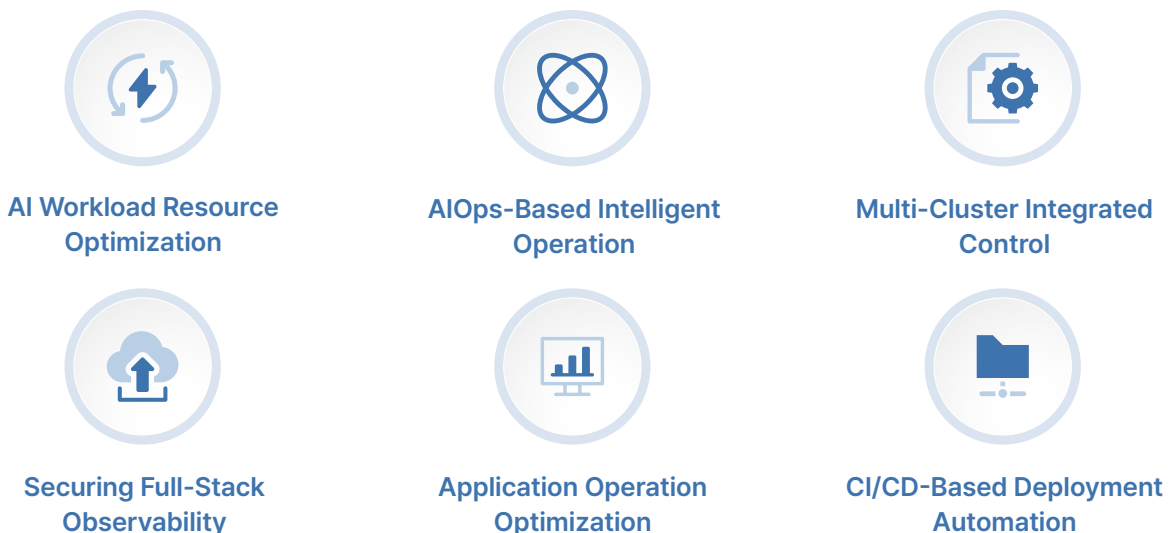 AI Workload Resource
Optimization
AIOps-Based Intelligent
Operation
Multi-Cluster Integrated
Control
Securing Full-Stack
Observability
Application Operation
Optimization
CI/CD-Based Deployment
Automation